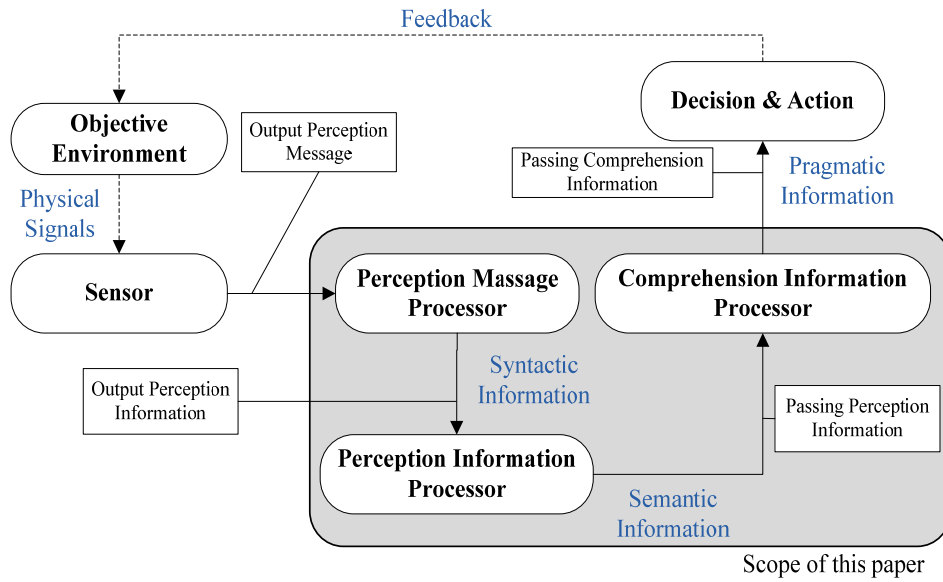 Feedback
Decision & Action
Objective
Environment
Output Perception
Message
Passing Comprehension
Information
Pragmatic
Information
Physical
Signals
Sensor
Perception Massage
Processor
Comprehension Information
Processor
Syntactic
Information
Output Perception
Information
Passing Perception
Information
Perception Information
Processor
Semantic
Information
Scope of this paper